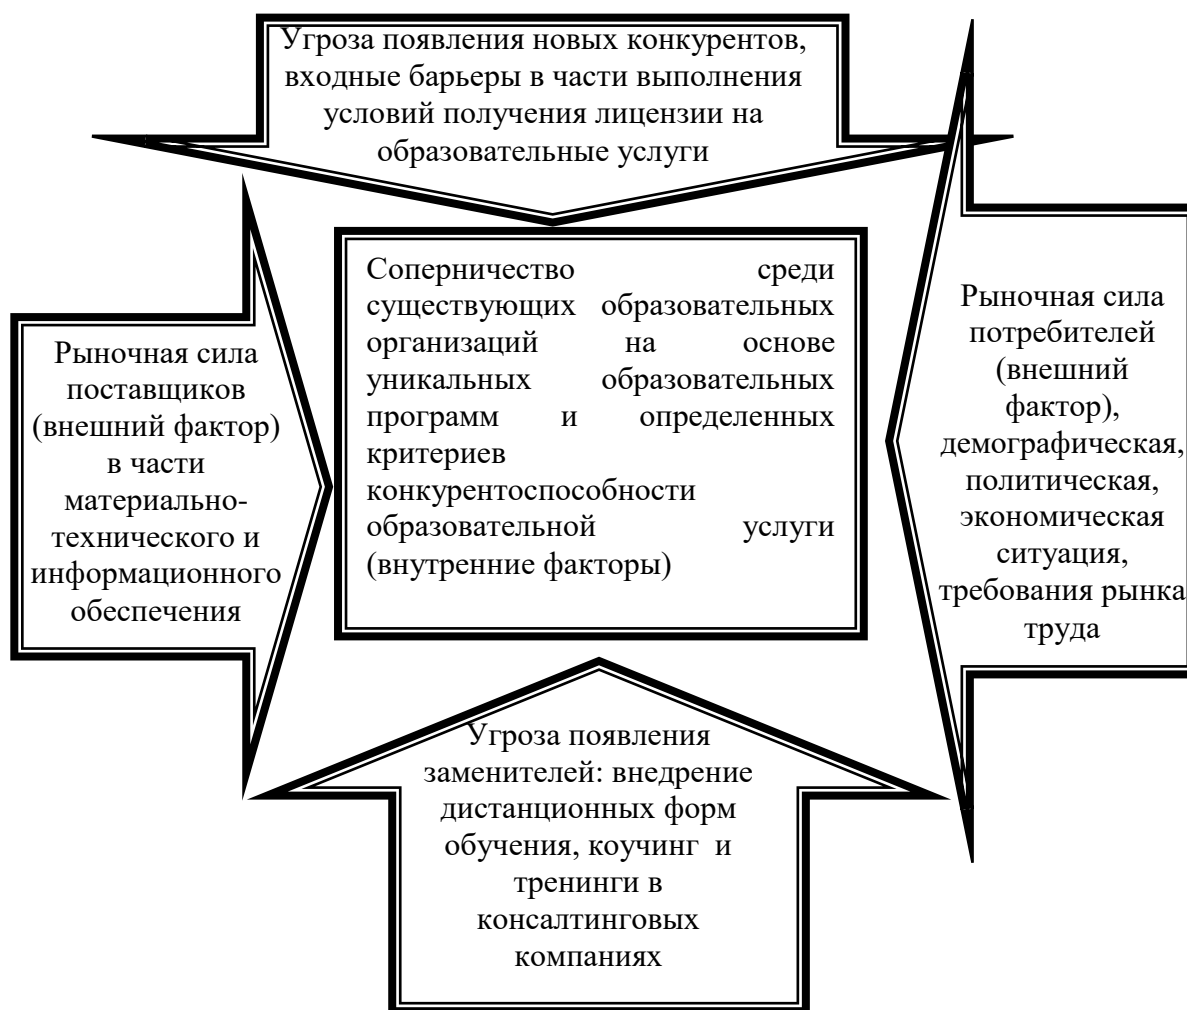 Угроза появления новых конкурентов,
входные барьеры в части выполнения
условий получения лицензии на
образовательные услуги
Соперничество среди
существующих образовательных
организаций на основе
уникальных образовательных
программ и определенных
критериев
конкурентоспособности
образовательной услуги
(внутренние факторы)
Рыночная сила
поставщиков
(внешний фактор)
в части
материально-
технического и
информационного
обеспечения
Рыночная сила
потребителей
(внешний
фактор),
демографическая,
политическая,
экономическая
ситуация,
требования рынка
труда
Угроза появления
заменителей: внедрение
дистанционных форм
обучения, коучинг и
тренинги в
консалтинговых
компаниях